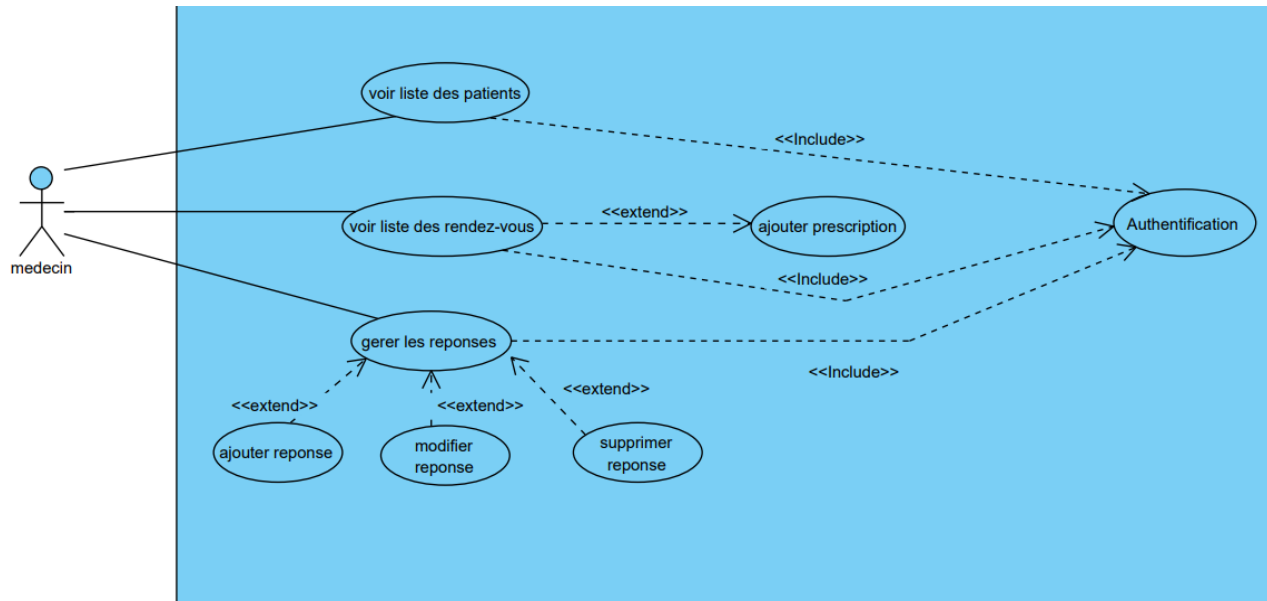 voir liste des patients
<<Include>>
voir liste des rendez-vous
<<extend>>
ajouter prescription
Authentification
medecin
<<Include>>
gerer les reponses
<<Include>>
<<extend>>
<<extend>>
<<extend>>
ajouter reponse
modifier
reponse
supprimer
reponse